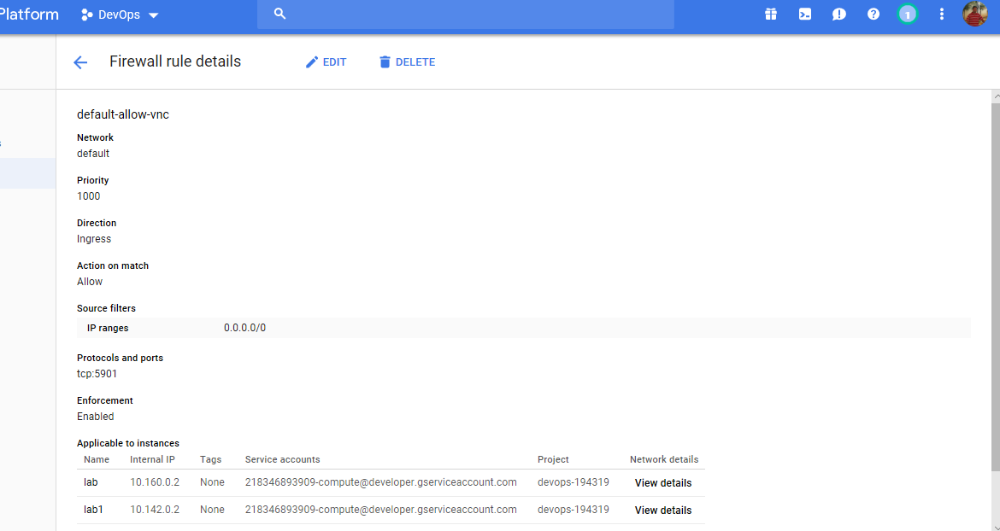 Platform DevOps 1
Firewall rule details EDIT DELETE
default-allow-vnc
Network
default
Priority
1000
Direction
Ingress
Action on match
Allow
Source filters
IP ranges 0.0.0.0/0
Protocols and ports
tcp:5901
Enforcement
Enabled
Applicable to instances
Name Internal IP Tags Service accounts Project Network details
lab 10.160.0.2 None 218346893909-compute@developer.gserviceaccount.com devops-194319 View details
lab1 10.142.0.2 None 218346893909-compute@developer.gserviceaccount.com devops-194319 View details